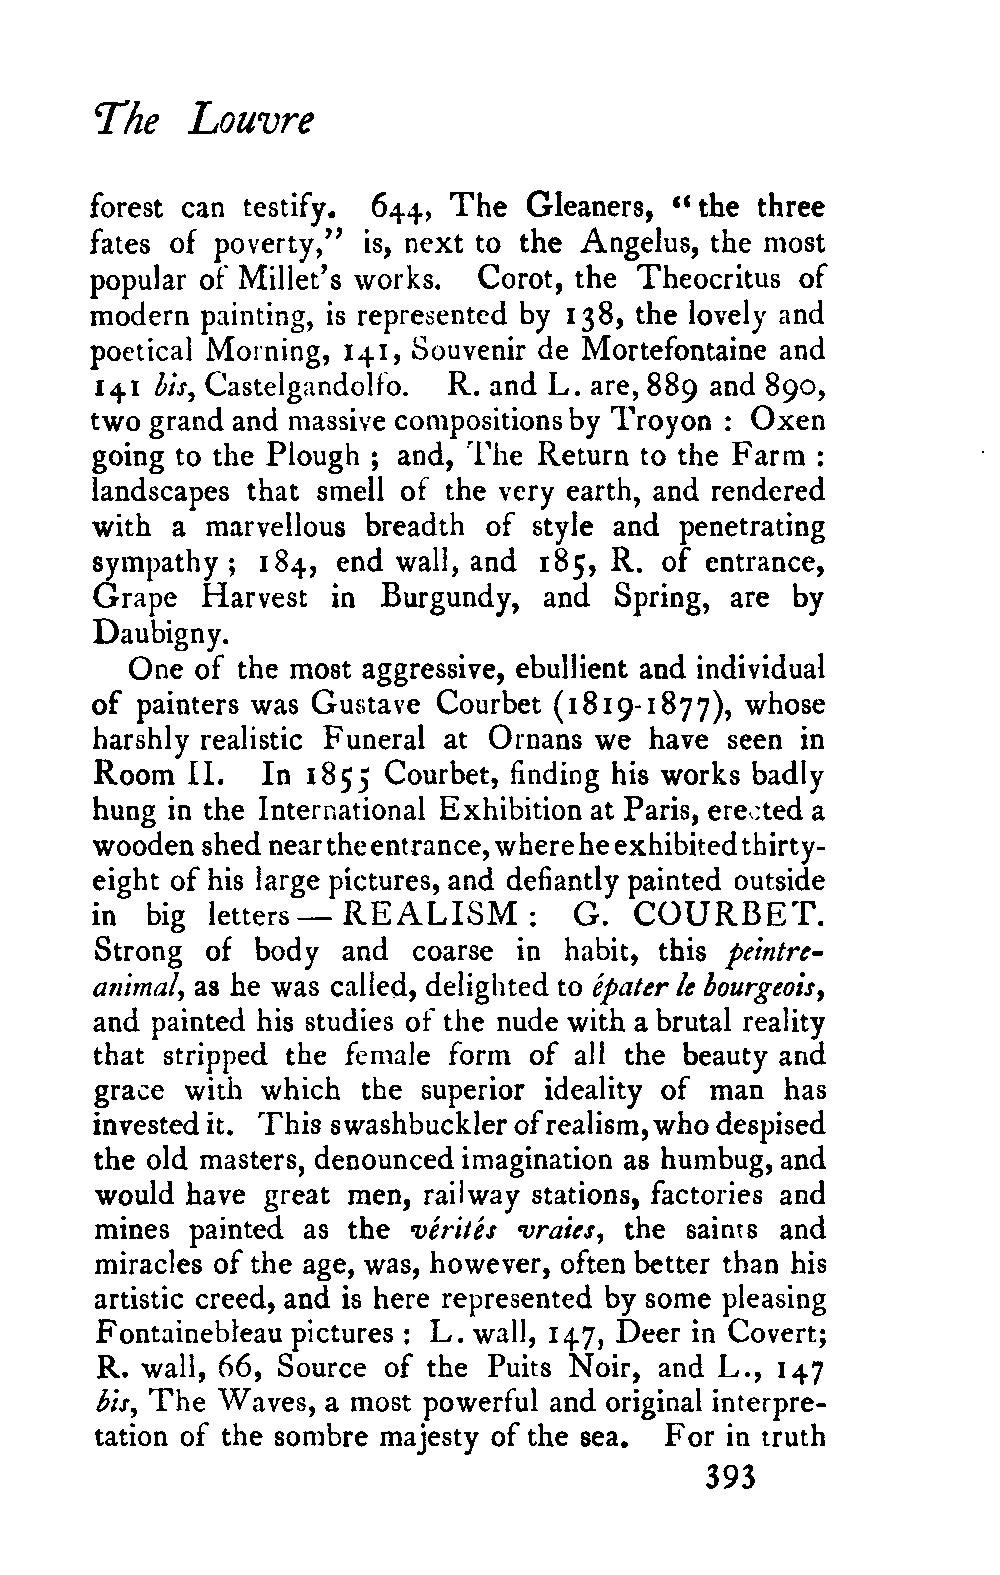 The Louvre
forest can testify. 644, The Gleaners, “the three
fates of poverty,” is, next to the Angelus, the most
popular of Millet’s works. Corot, the Theocritus of
modern painting, is represented by 138, the lovely and
poetical Morning, 141, Souvenir de Mortefontaine and
141 bis, Castelgandolfo. R. and L. are, 889 and 890,
two grand and massive compositions by Troyon : Oxen
going to the Plough ; and, The Return to the Farm :
landscapes that smell of the very earth, and rendered
with a marvellous breadth of style and penetrating
sympathy ; 184, end wall, and 185, R. of entrance,
Grape Harvest in Burgundy, and Spring, are by
Daubigny.
One of the most aggressive, ebullient and individual
of painters was Gustave Courbet (1819-1877), whose
harshly realistic Funeral at Ornans we have seen in
Room II. In 1855 Courbet, finding his works badly
hung in the International Exhibition at Paris, erected a
wooden shed near the entrance, where he exhibited thirty-
eight of his large pictures, and defiantly painted outside
in big letters — REALISM : G. COURBET.
Strong of body and coarse in habit, this peintre-
animal, as he was called, delighted to épater le bourgeois,
and painted his studies of the nude with a brutal reality
that stripped the female form of all the beauty and
grace with which the superior ideality of man has
invested it. This swashbuckler of realism, who despised
the old masters, denounced imagination as humbug, and
would have great men, railway stations, factories and
mines painted as the vérités vraies, the saints and
miracles of the age, was, however, often better than his
artistic creed, and is here represented by some pleasing
Fontainebleau pictures : L. wall, 147, Deer in Covert;
R. wall, 66, Source of the Puits Noir, and L., 147
bis, The Waves, a most powerful and original interpre-
tation of the sombre majesty of the sea. For in truth
393